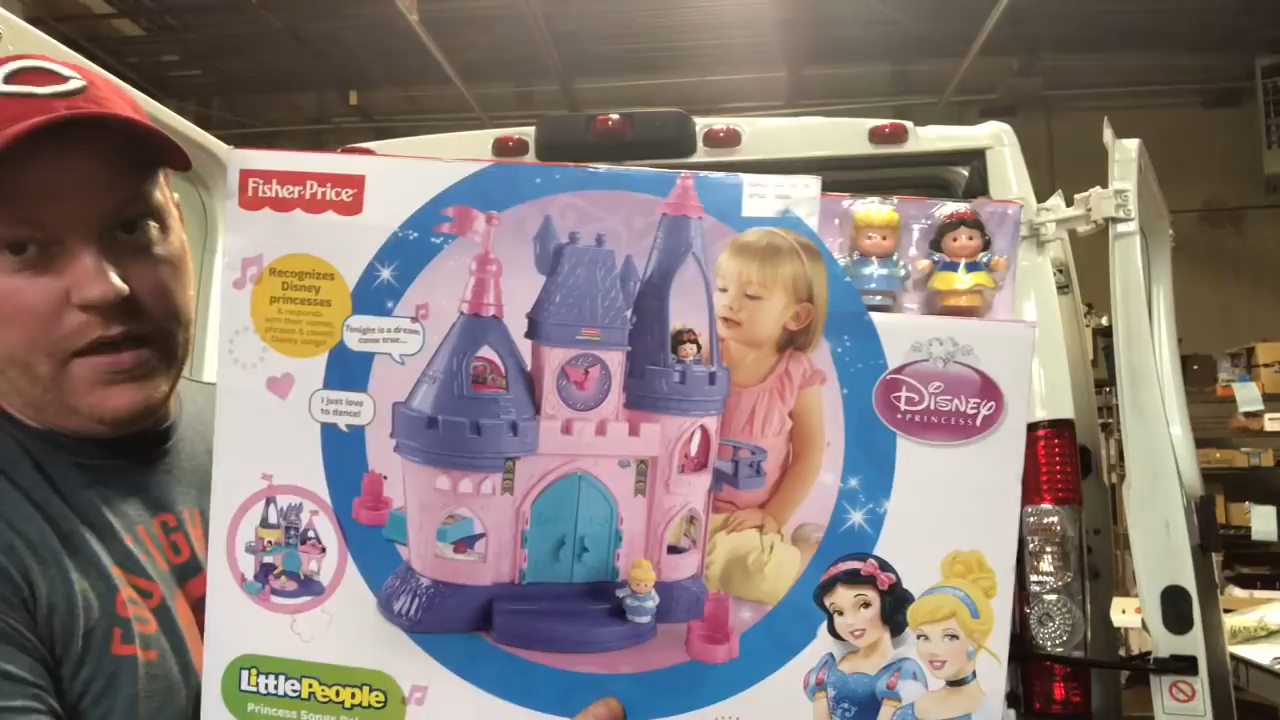 C
Fisher-Price
Recognizes
Disney
princesses
& responds
with their names,
phrases & classic
Disney songs!
Tonight is a dream
come true...
I just love
to dance!
Disney
PRINCESS
LittlePeople
Princess Songs